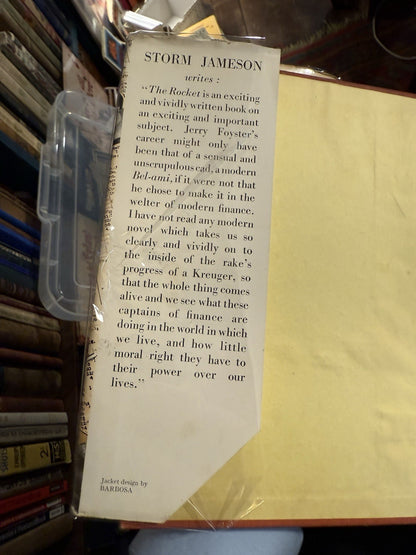 STORM JAMESON
writes :
"The Rocket is an exciting
and vividly written book on
an exciting and important
subject. Jerry Foyster's
career might only have
been that of a sensual and
unscrupulous cad, a modern
Bel-ami, if it were not that
he chose to make it in the
welter of modern finance.
I have not read any modern
novel which takes us so
clearly and vividly on to
the inside of the rake's
progress of a Kreuger, so
that the whole thing comes
alive and we see what these
captains of finance are
doing in the world in which
we live, and how little
moral right they have to
their power over our
lives."
Jacket design by
BARBOSA
2